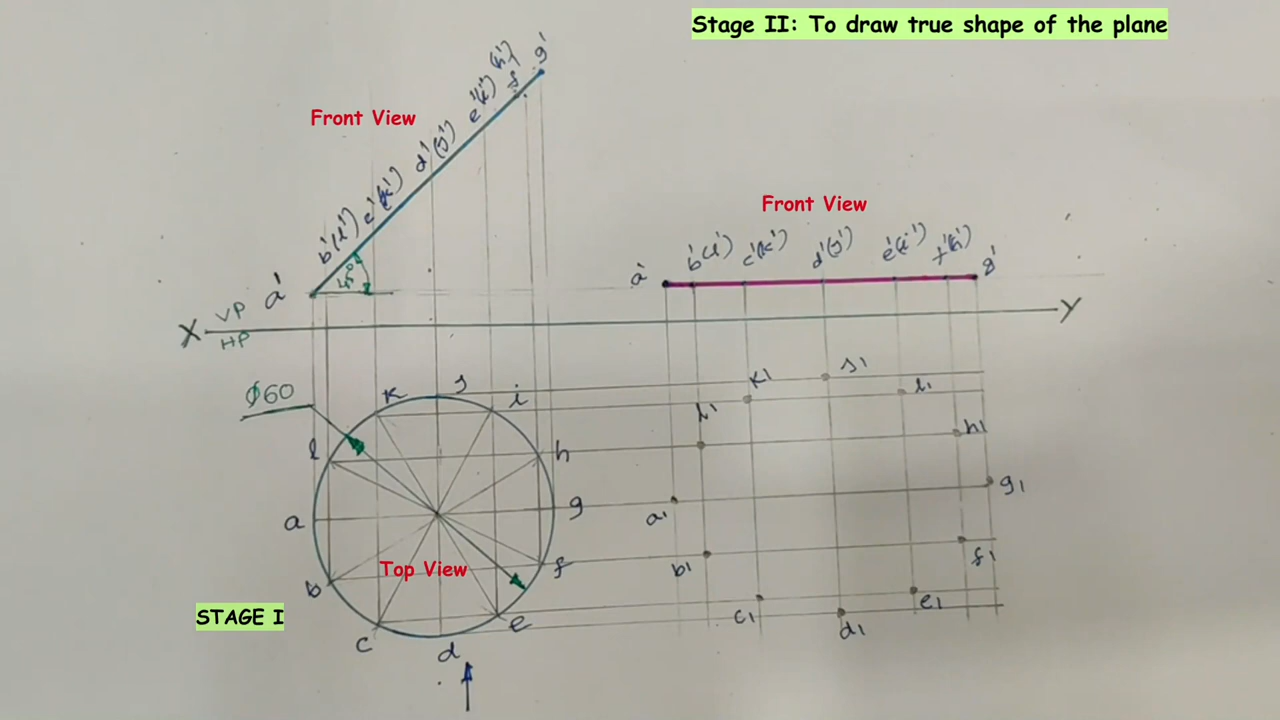 Stage II: To draw true shape of the plane
g'
(h')
f'
e'(i')
Front View
d'(j')
c'(k')
b'(l')
45°
a'
Front View
a' b'(l') c'(k') d'(j') e'(i') f'(h') g'
X VP
HP
Y
Ø60
k j i
l h
a g
b Top View f
c e
d
STAGE I
k1 j1 i1
l1 h1
a1 g1
b1 f1
c1 d1 e1